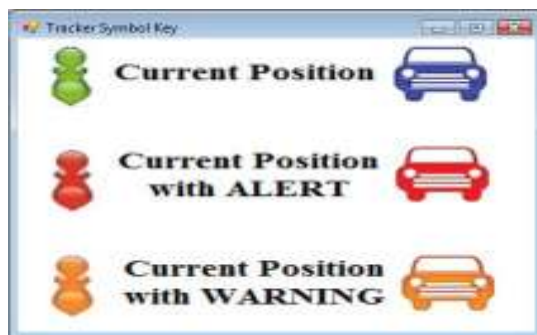 Tracker Symbol Key
Current Position
Current Position
with ALERT
Current Position
with WARNING